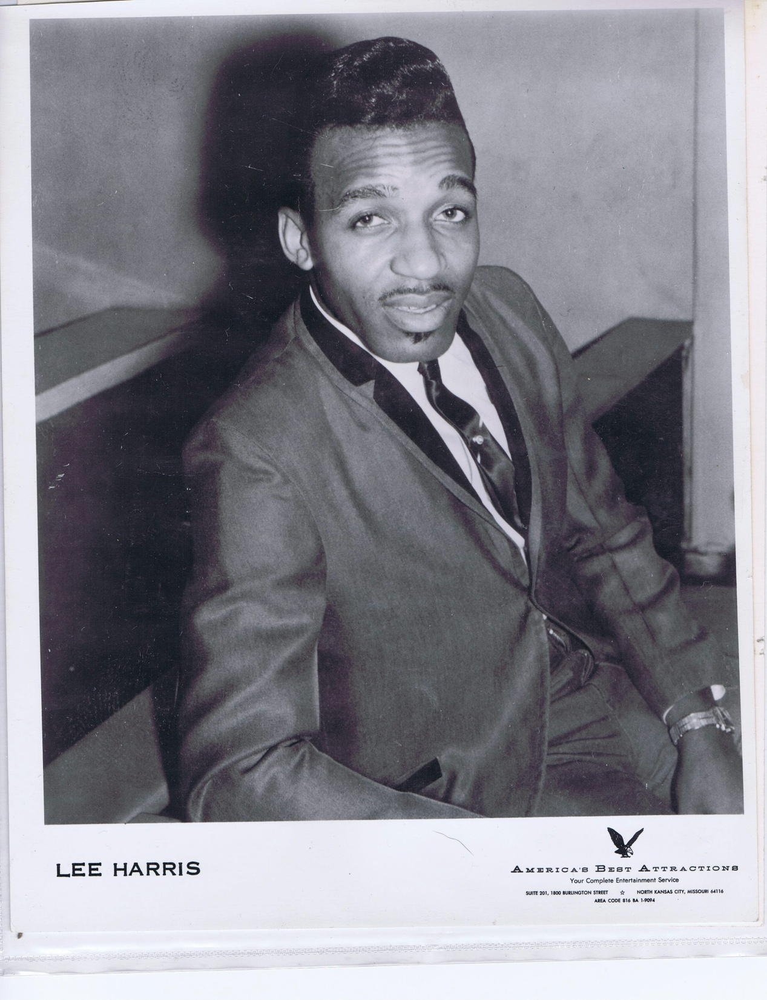 LEE HARRIS
AMERICA'S BEST ATTRACTIONS
Your Complete Entertainment Service
SUITE 201, 1800 BURLINGTON STREET ☆ NORTH KANSAS CITY, MISSOURI 64116
AREA CODE 816 BA 1-9094